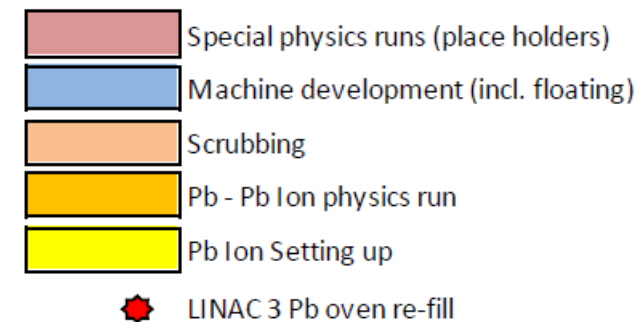 Special physics runs (place holders)
Machine development (incl. floating)
Scrubbing
Pb - Pb Ion physics run
Pb Ion Setting up
LINAC 3 Pb oven re-fill